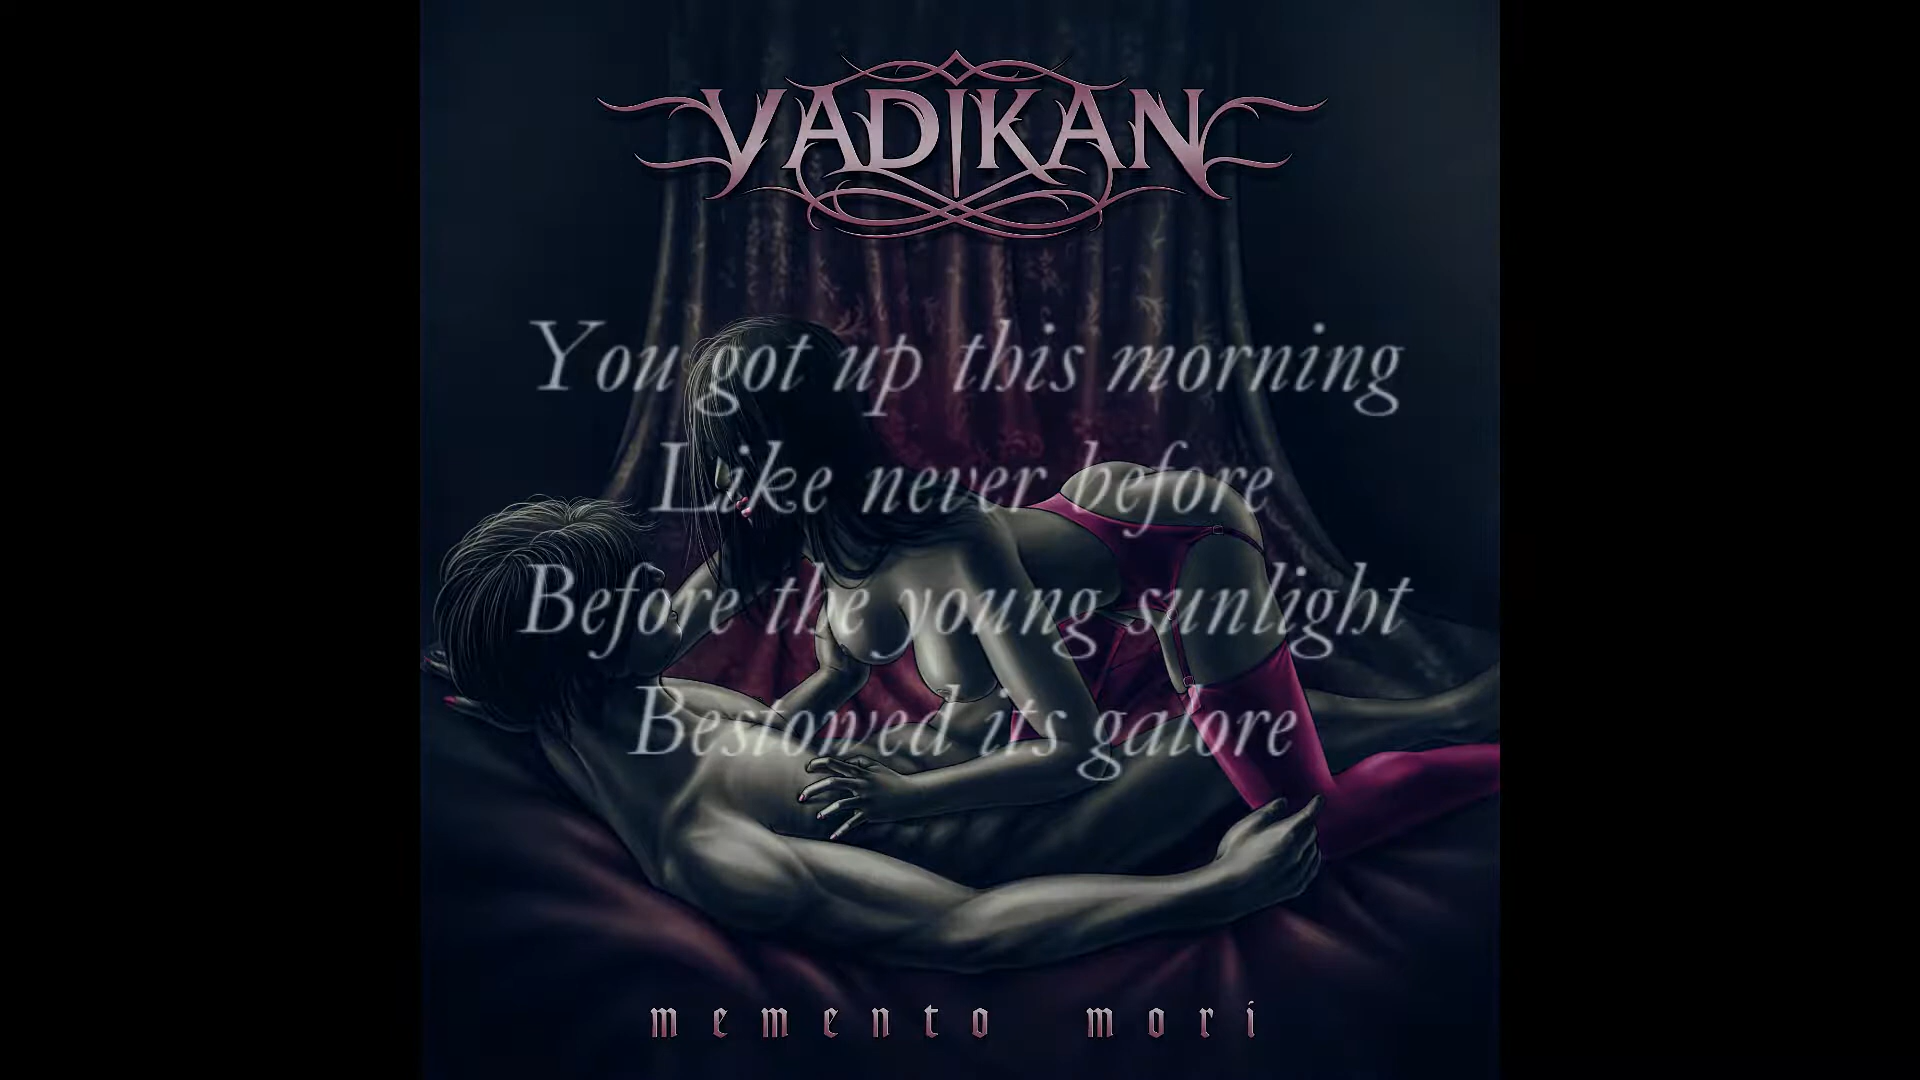 VADIKAN
You got up this morning
Like never before
Before the young sunlight
Bestowed its galore
memento mori